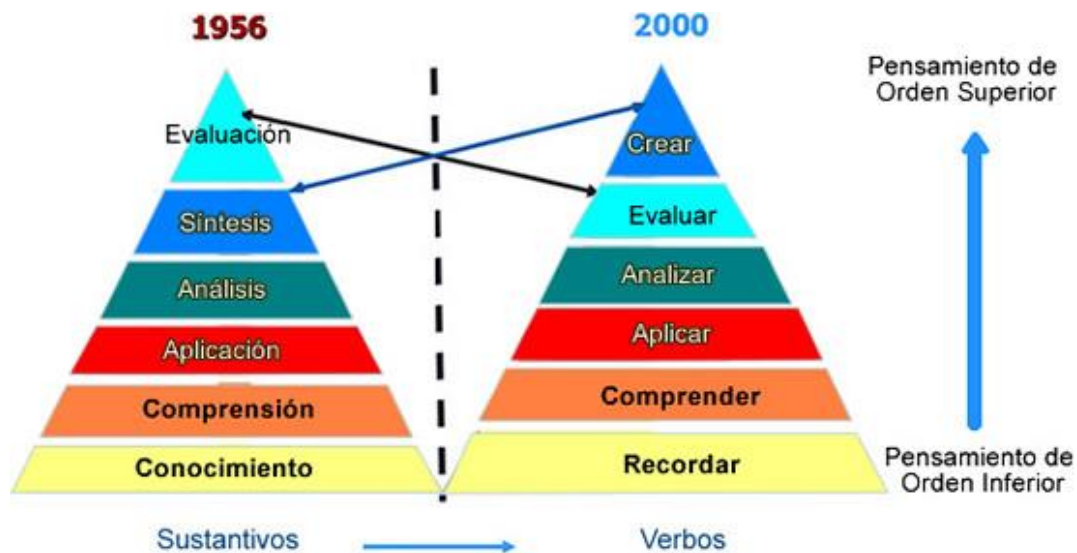 1956
2000
Evaluación
Síntesis
Análisis
Aplicación
Comprensión
Conocimiento
Crear
Evaluar
Analizar
Aplicar
Comprender
Recordar
Pensamiento de
Orden Superior
Pensamiento de
Orden Inferior
Sustantivos
Verbos